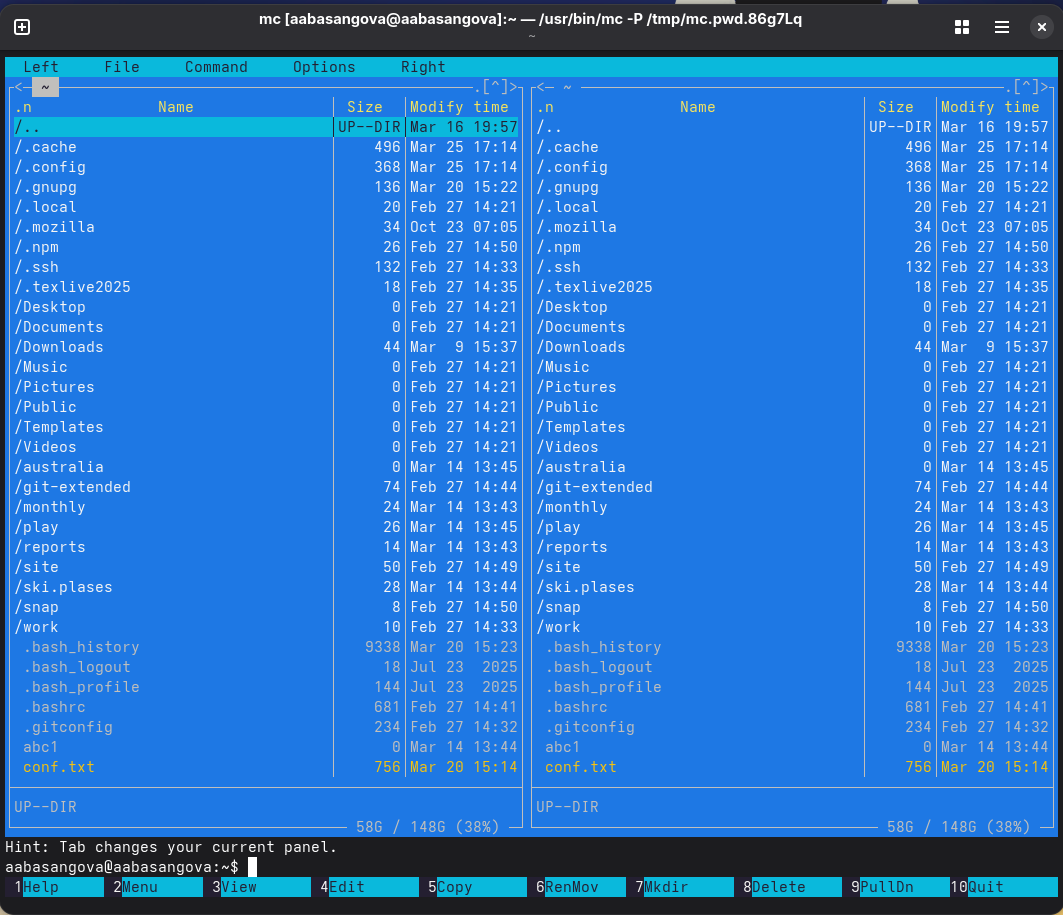 mc [aabasangova@aabasangova]:~ — /usr/bin/mc -P /tmp/mc.pwd.86g7Lq
~
Left File Command Options Right
<─ ~ .[^]> <─ ~ .[^]>
.n Name Size Modify time .n Name Size Modify time
/.. UP--DIR Mar 16 19:57 /.. UP--DIR Mar 16 19:57
/.cache 496 Mar 25 17:14 /.cache 496 Mar 25 17:14
/.config 368 Mar 25 17:14 /.config 368 Mar 25 17:14
/.gnupg 136 Mar 20 15:22 /.gnupg 136 Mar 20 15:22
/.local 20 Feb 27 14:21 /.local 20 Feb 27 14:21
/.mozilla 34 Oct 23 07:05 /.mozilla 34 Oct 23 07:05
/.npm 26 Feb 27 14:50 /.npm 26 Feb 27 14:50
/.ssh 132 Feb 27 14:33 /.ssh 132 Feb 27 14:33
/.texlive2025 18 Feb 27 14:35 /.texlive2025 18 Feb 27 14:35
/Desktop 0 Feb 27 14:21 /Desktop 0 Feb 27 14:21
/Documents 0 Feb 27 14:21 /Documents 0 Feb 27 14:21
/Downloads 44 Mar 9 15:37 /Downloads 44 Mar 9 15:37
/Music 0 Feb 27 14:21 /Music 0 Feb 27 14:21
/Pictures 0 Feb 27 14:21 /Pictures 0 Feb 27 14:21
/Public 0 Feb 27 14:21 /Public 0 Feb 27 14:21
/Templates 0 Feb 27 14:21 /Templates 0 Feb 27 14:21
/Videos 0 Feb 27 14:21 /Videos 0 Feb 27 14:21
/australia 0 Mar 14 13:45 /australia 0 Mar 14 13:45
/git-extended 74 Feb 27 14:44 /git-extended 74 Feb 27 14:44
/monthly 24 Mar 14 13:43 /monthly 24 Mar 14 13:43
/play 26 Mar 14 13:45 /play 26 Mar 14 13:45
/reports 14 Mar 14 13:43 /reports 14 Mar 14 13:43
/site 50 Feb 27 14:49 /site 50 Feb 27 14:49
/ski.plases 28 Mar 14 13:44 /ski.plases 28 Mar 14 13:44
/snap 8 Feb 27 14:50 /snap 8 Feb 27 14:50
/work 10 Feb 27 14:33 /work 10 Feb 27 14:33
.bash_history 9338 Mar 20 15:23 .bash_history 9338 Mar 20 15:23
.bash_logout 18 Jul 23 2025 .bash_logout 18 Jul 23 2025
.bash_profile 144 Jul 23 2025 .bash_profile 144 Jul 23 2025
.bashrc 681 Feb 27 14:41 .bashrc 681 Feb 27 14:41
.gitconfig 234 Feb 27 14:32 .gitconfig 234 Feb 27 14:32
abc1 0 Mar 14 13:44 abc1 0 Mar 14 13:44
conf.txt 756 Mar 20 15:14 conf.txt 756 Mar 20 15:14
UP--DIR UP--DIR
58G / 148G (38%) 58G / 148G (38%)
Hint: Tab changes your current panel.
aabasangova@aabasangova:~$
1Help 2Menu 3View 4Edit 5Copy 6RenMov 7Mkdir 8Delete 9PullDn 10Quit